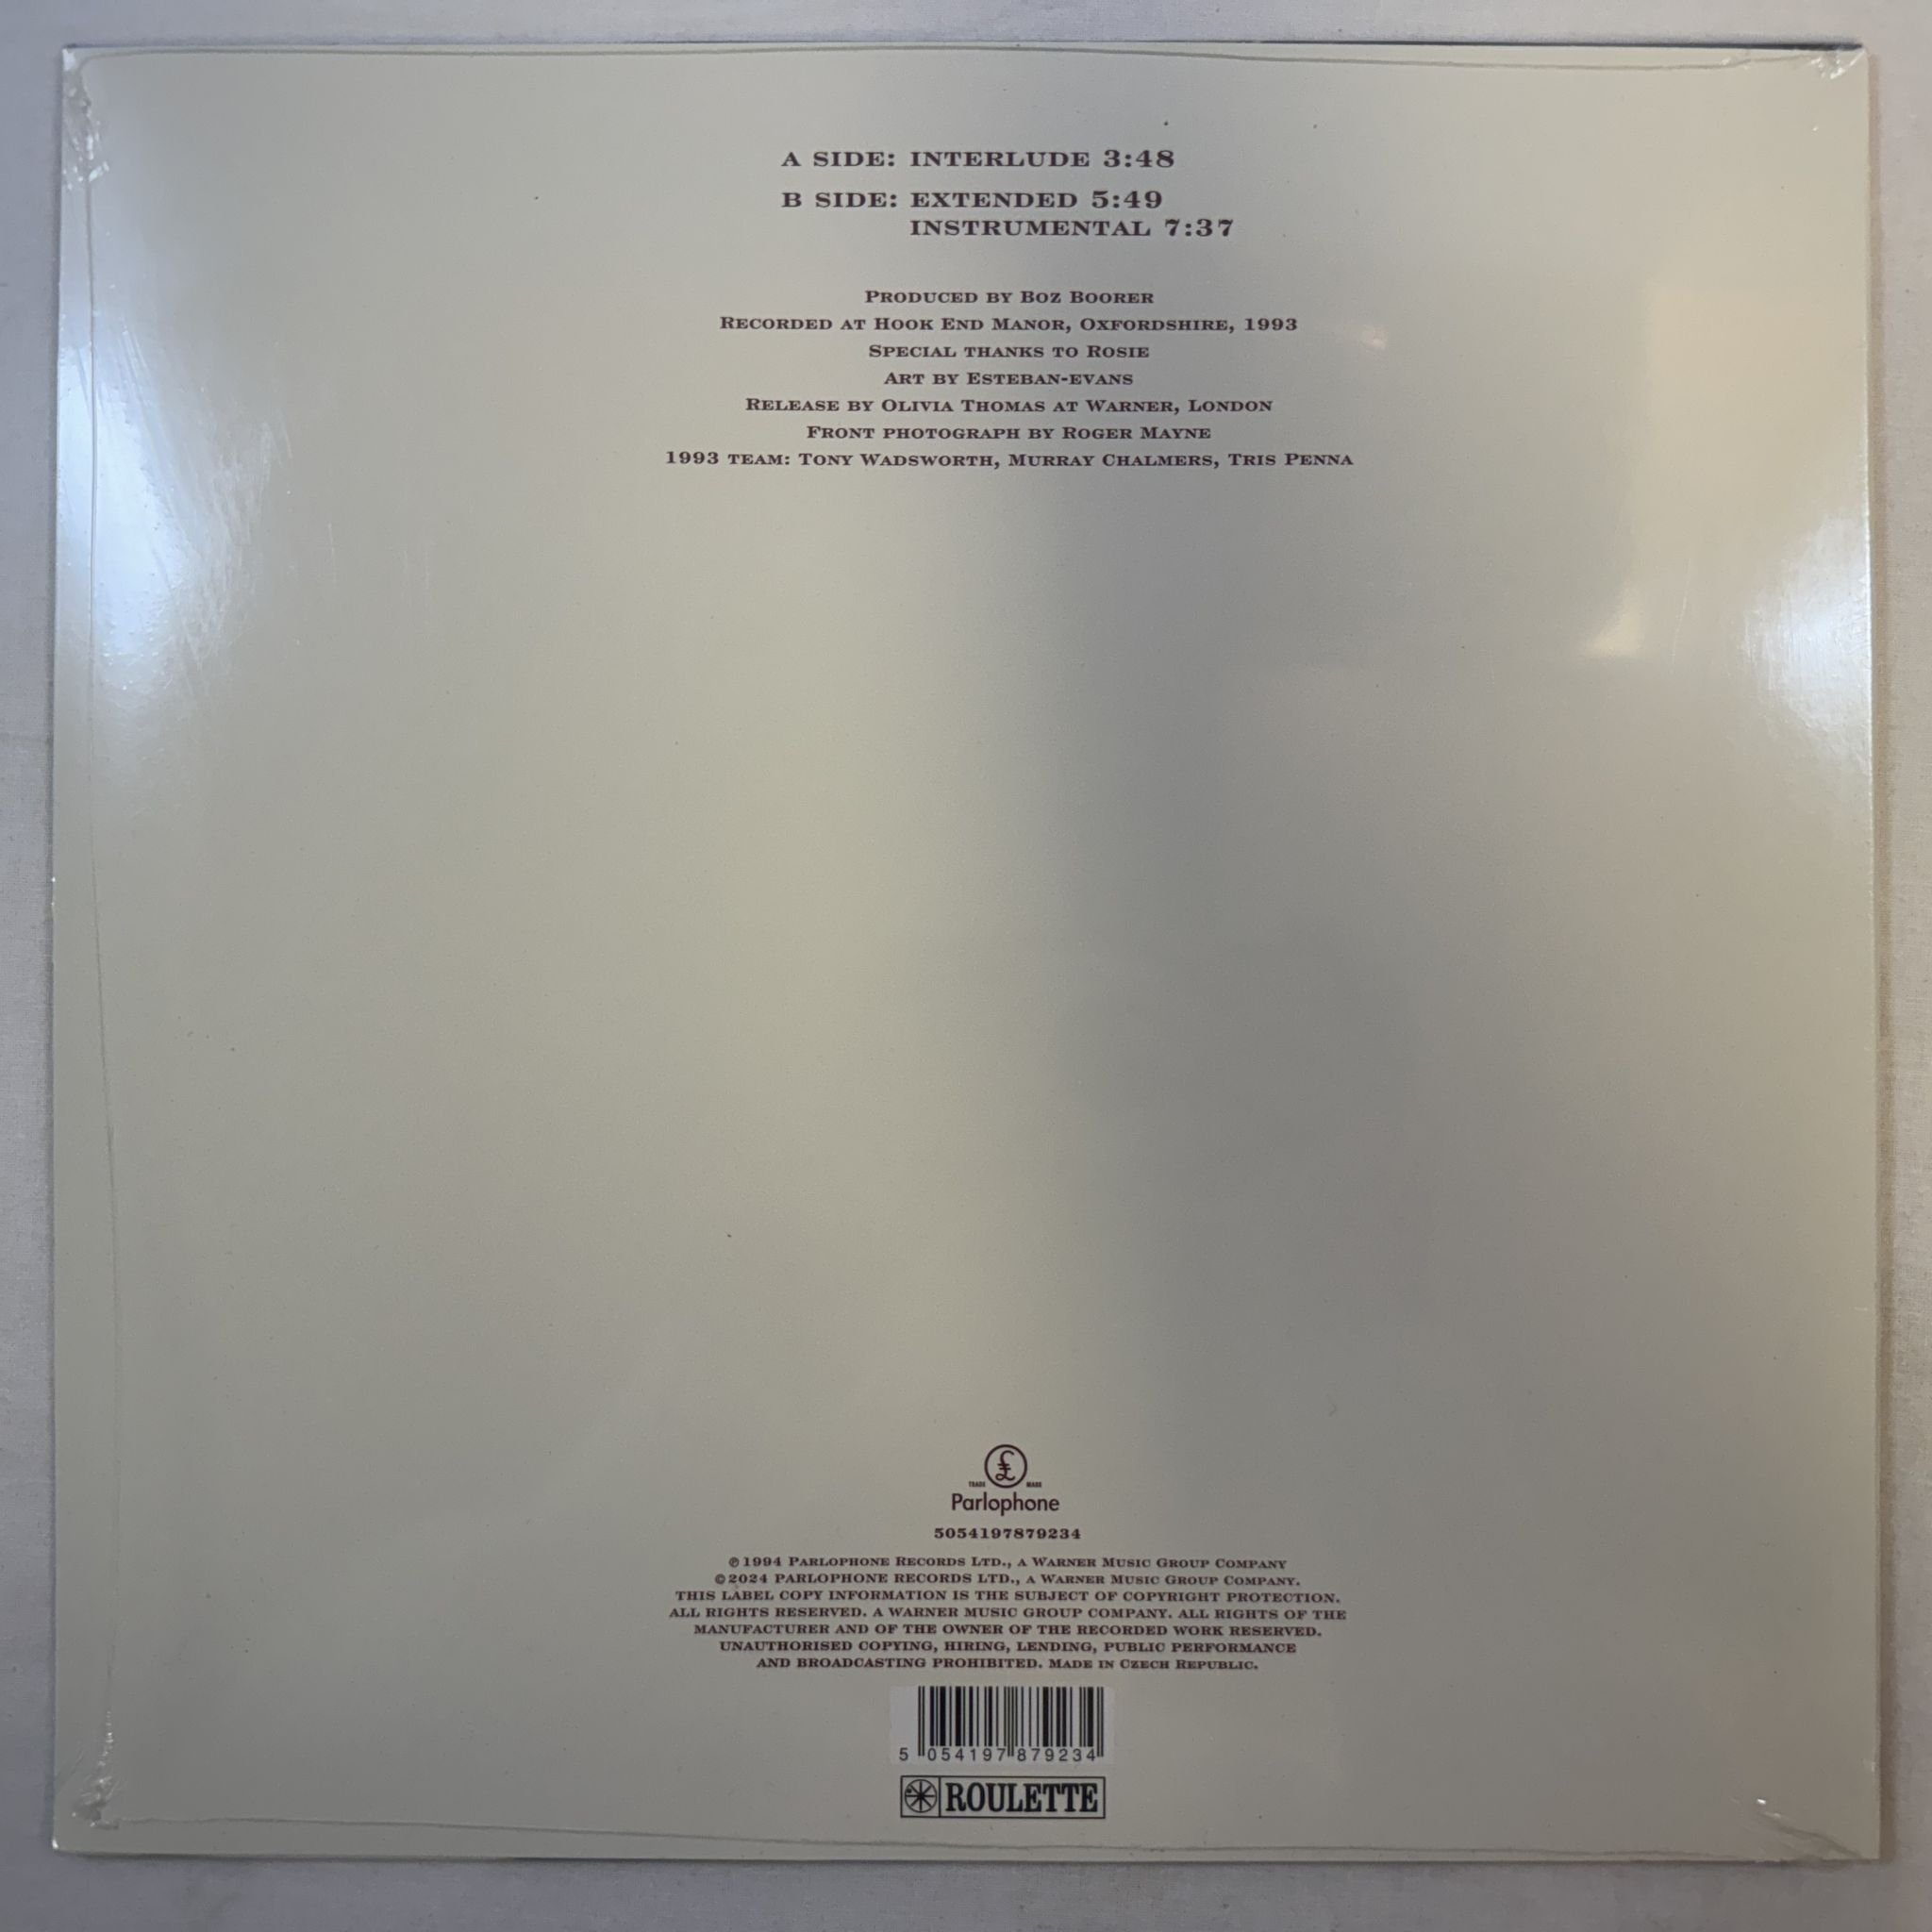 A SIDE: INTERLUDE 3:48
B SIDE: EXTENDED 5:49
INSTRUMENTAL 7:37
PRODUCED BY BOZ BOORER
RECORDED AT HOOK END MANOR, OXFORDSHIRE, 1993
SPECIAL THANKS TO ROSIE
ART BY ESTEBAN-EVANS
RELEASE BY OLIVIA THOMAS AT WARNER, LONDON
FRONT PHOTOGRAPH BY ROGER MAYNE
1993 TEAM: TONY WADSWORTH, MURRAY CHALMERS, TRIS PENNA
£
TRADE MARK
Parlophone
5054197879234
℗ 1994 PARLOPHONE RECORDS LTD., A WARNER MUSIC GROUP COMPANY
© 2024 PARLOPHONE RECORDS LTD., A WARNER MUSIC GROUP COMPANY.
THIS LABEL COPY INFORMATION IS THE SUBJECT OF COPYRIGHT PROTECTION.
ALL RIGHTS RESERVED. A WARNER MUSIC GROUP COMPANY. ALL RIGHTS OF THE
MANUFACTURER AND OF THE OWNER OF THE RECORDED WORK RESERVED.
UNAUTHORISED COPYING, HIRING, LENDING, PUBLIC PERFORMANCE
AND BROADCASTING PROHIBITED. MADE IN CZECH REPUBLIC.
5 054197 879234
ROULETTE